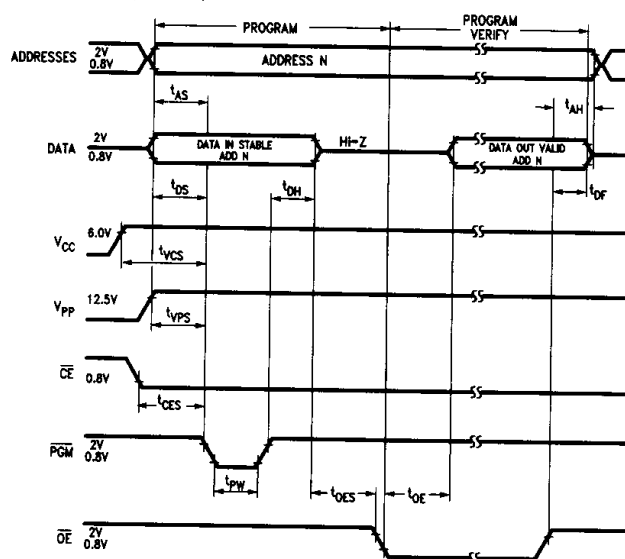 PROGRAM
PROGRAM
VERIFY
ADDRESSES
2V
0.8V
ADDRESS N
tAS
tAH
DATA
2V
0.8V
DATA IN STABLE
ADD N
Hi-Z
DATA OUT VALID
ADD N
tDS
tDH
tDF
VCC
6.0V
tVCS
VPP
12.5V
tVPS
CE
0.8V
tCES
PGM
2V
0.8V
tPW
tOES
tOE
OE
2V
0.8V